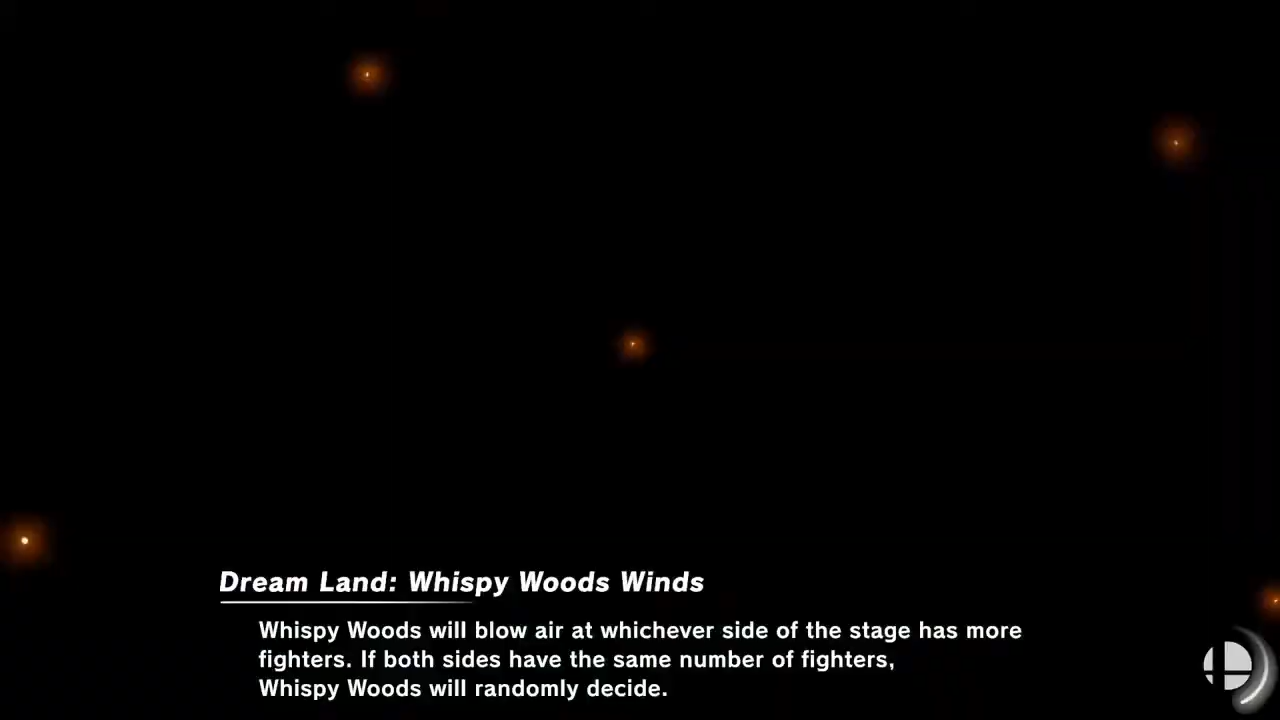 Dream Land: Whispy Woods Winds
Whispy Woods will blow air at whichever side of the stage has more
fighters. If both sides have the same number of fighters,
Whispy Woods will randomly decide.